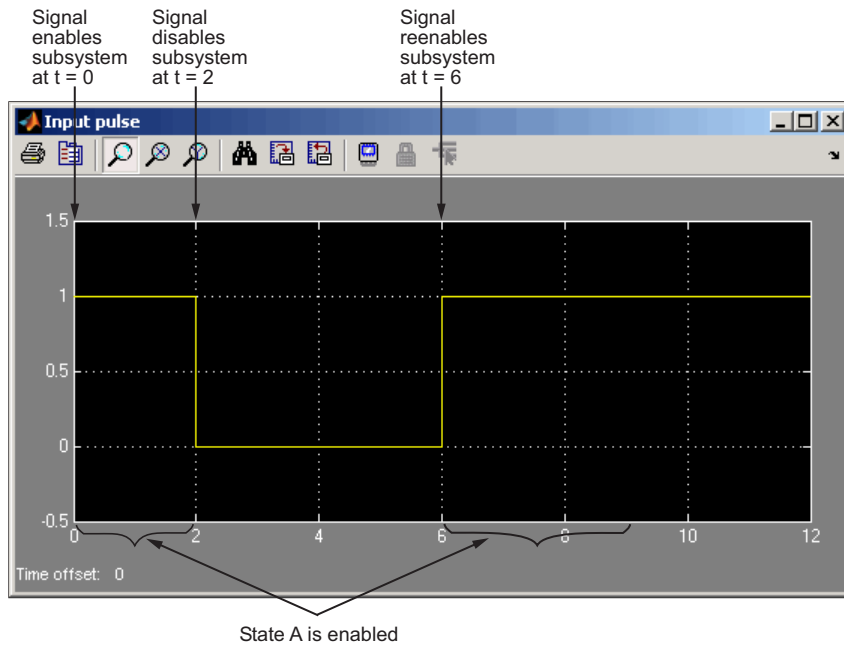 Signal
enables
subsystem
at t = 0
Signal
disables
subsystem
at t = 2
Signal
reenables
subsystem
at t = 6
Input pulse
1.5
1
0.5
0
-0.5
0
2
4
6
8
10
12
Time offset: 0
State A is enabled